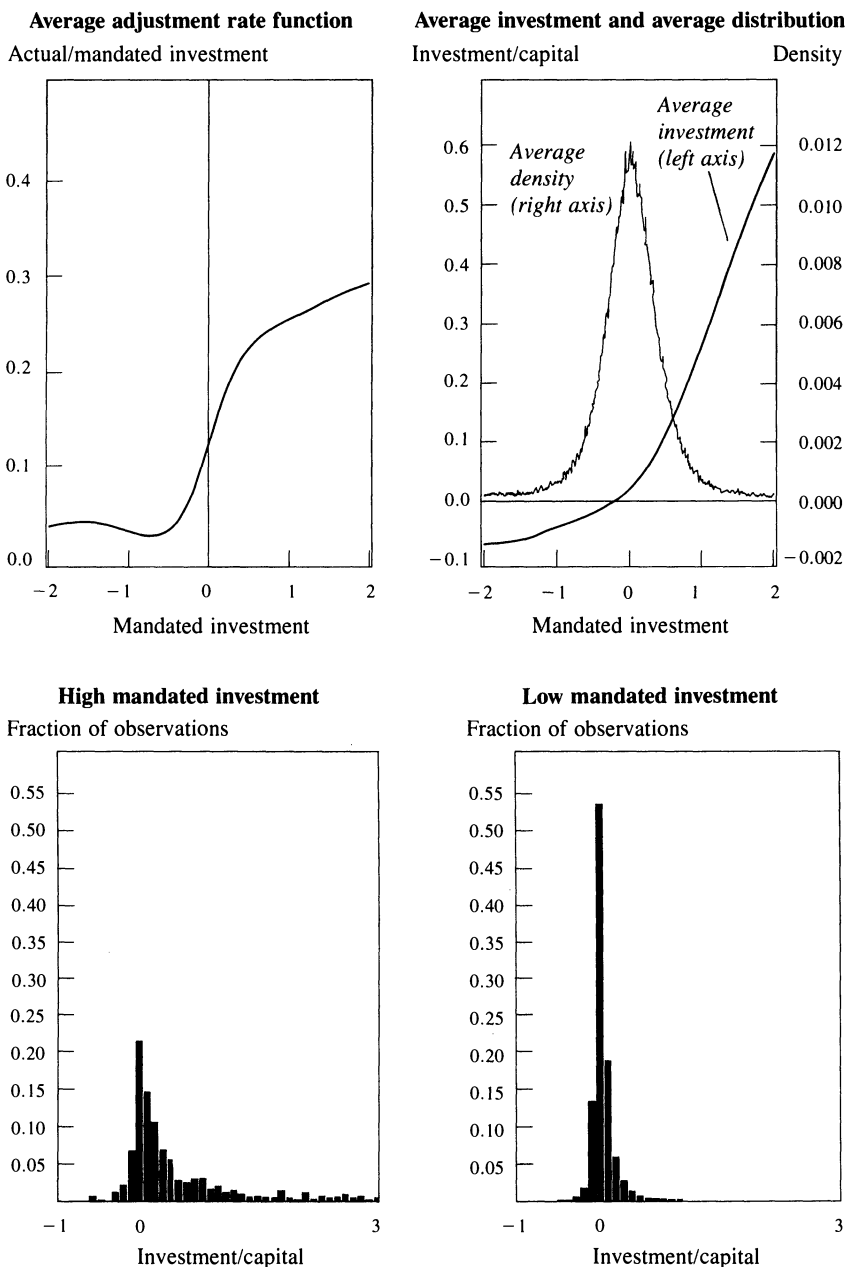 Average adjustment rate function
Actual/mandated investment
0.4
0.3
0.2
0.1
0.0
−2 −1 0 1 2
Mandated investment
Average investment and average distribution
Investment/capital Density
Average
investment
(left axis)
Average
density
(right axis)
0.6 0.012
0.5 0.010
0.4 0.008
0.3 0.006
0.2 0.004
0.1 0.002
0.0 0.000
−0.1 −0.002
−2 −1 0 1 2
Mandated investment
High mandated investment
Fraction of observations
0.55
0.50
0.45
0.40
0.35
0.30
0.25
0.20
0.15
0.10
0.05
−1 0 3
Investment/capital
Low mandated investment
Fraction of observations
0.55
0.50
0.45
0.40
0.35
0.30
0.25
0.20
0.15
0.10
0.05
−1 0 3
Investment/capital